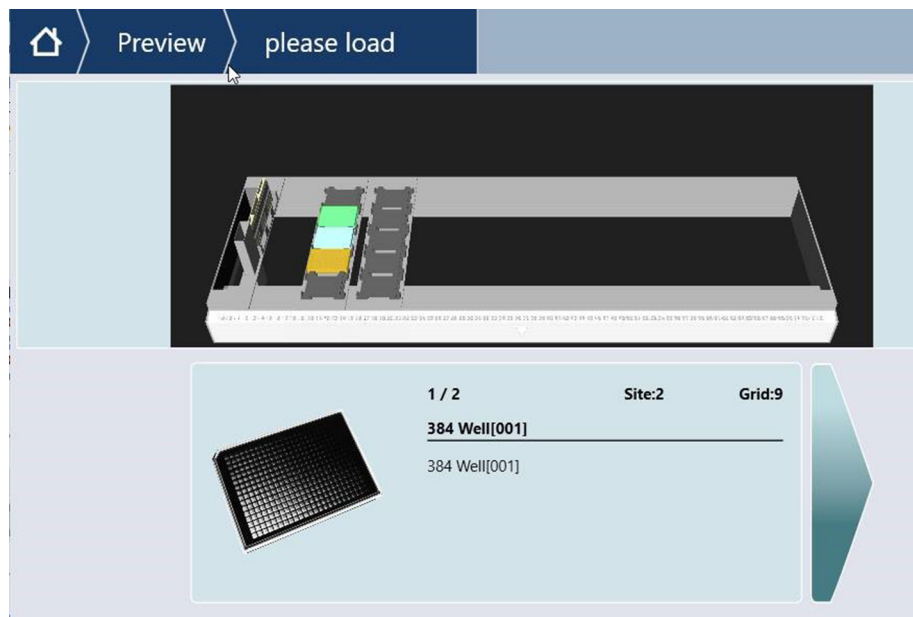 Preview
please load
1 / 2
Site:2
Grid:9
384 Well[001]
384 Well[001]